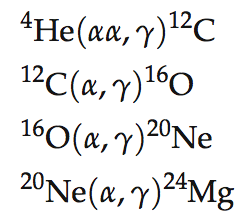 ⁴He(αα, γ)¹²C
¹²C(α, γ)¹⁶O
¹⁶O(α, γ)²⁰Ne
²⁰Ne(α, γ)²⁴Mg